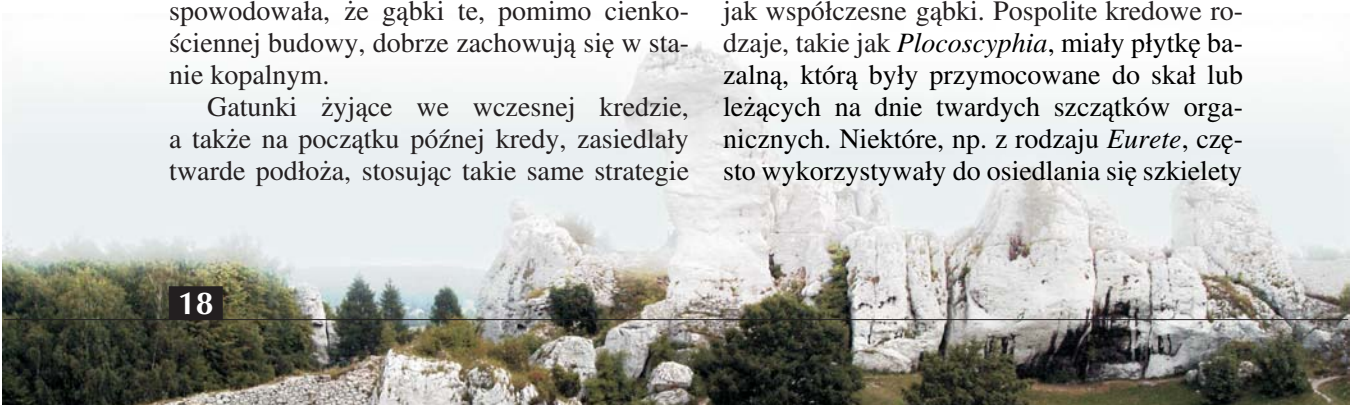 spowodowała, że gąbki te, pomimo cienko-
ściennej budowy, dobrze zachowują się w sta-
nie kopalnym.
Gatunki żyjące we wczesnej kredzie,
a także na początku późnej kredy, zasiedlały
twarde podłoża, stosując takie same strategie
jak współczesne gąbki. Pospolite kredowe ro-
dzaje, takie jak Plocoscyphia, miały płytkę ba-
zalną, którą były przymocowane do skał lub
leżących na dnie twardych szczątków orga-
nicznych. Niektóre, np. z rodzaju Eurete, czę-
sto wykorzystywały do osiedlania się szkielety
18